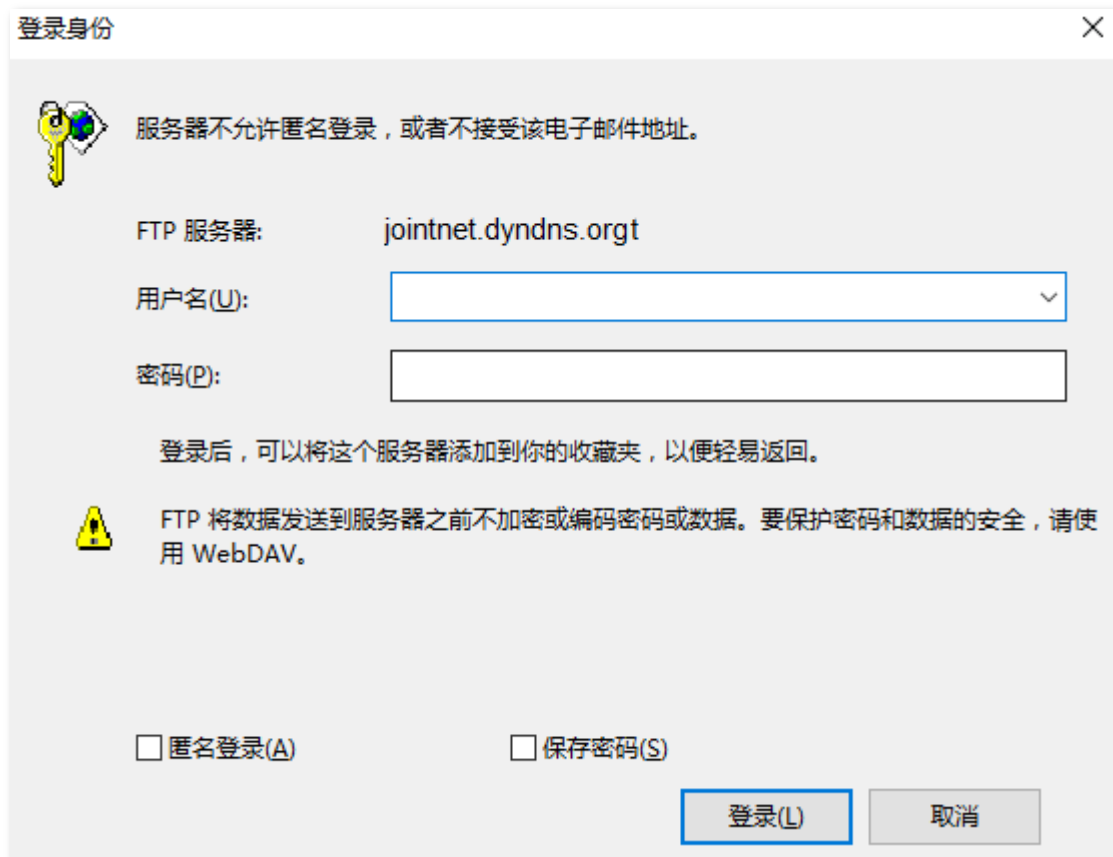 登录身份
服务器不允许匿名登录，或者不接受该电子邮件地址。
FTP 服务器: jointnet.dyndns.orgt
用户名(U):
密码(P):
登录后，可以将这个服务器添加到你的收藏夹，以便轻易返回。
FTP 将数据发送到服务器之前不加密或编码密码或数据。要保护密码和数据的安全，请使
用 WebDAV。
匿名登录(A) 保存密码(S)
登录(L) 取消